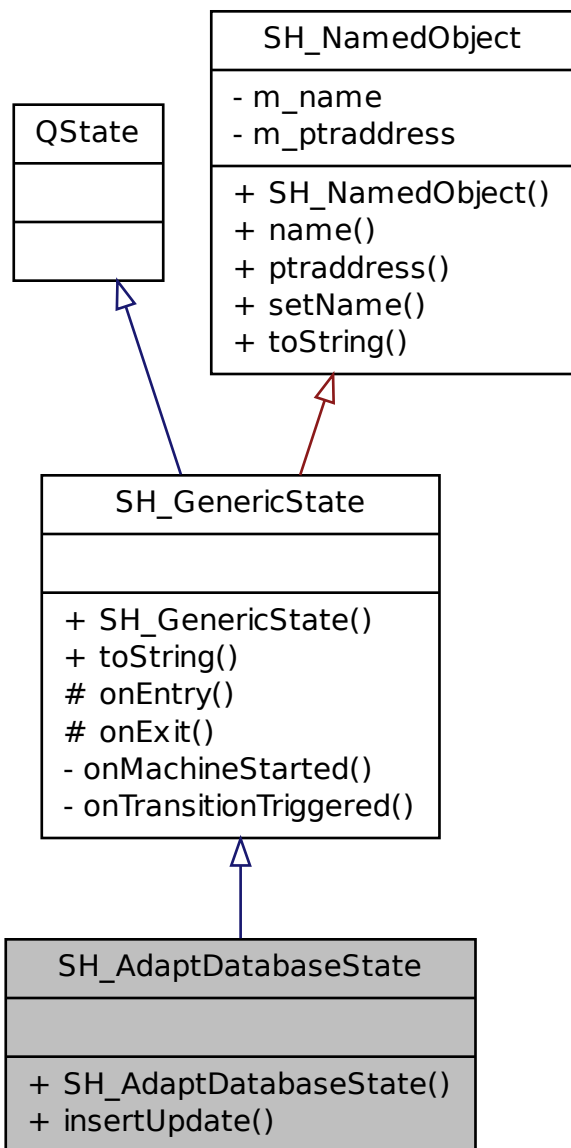 SH_NamedObject
- m_name
- m_ptraddress
+ SH_NamedObject()
+ name()
+ ptraddress()
+ setName()
+ toString()
QState
SH_GenericState
+ SH_GenericState()
+ toString()
# onEntry()
# onExit()
- onMachineStarted()
- onTransitionTriggered()
SH_AdaptDatabaseState
+ SH_AdaptDatabaseState()
+ insertUpdate()